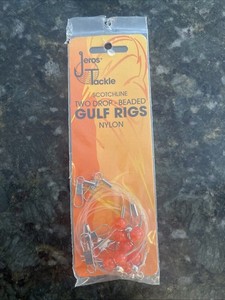 Jeros'
Tackle
SCOTCHLINE
TWO DROP - BEADED
GULF RIGS
NYLON